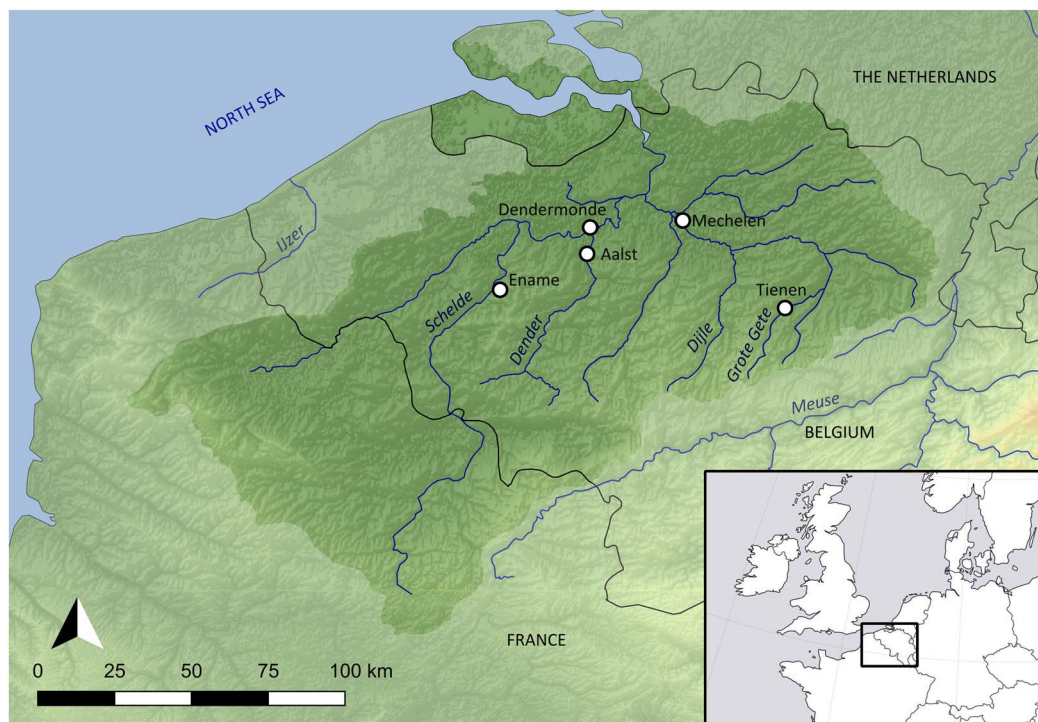 THE NETHERLANDS
NORTH SEA
Dendermonde
Mechelen
IJzer
Aalst
Ename
Tienen
Schelde
Dender
Dijle
Grote Gete
Meuse
BELGIUM
FRANCE
0 25 50 75 100 km